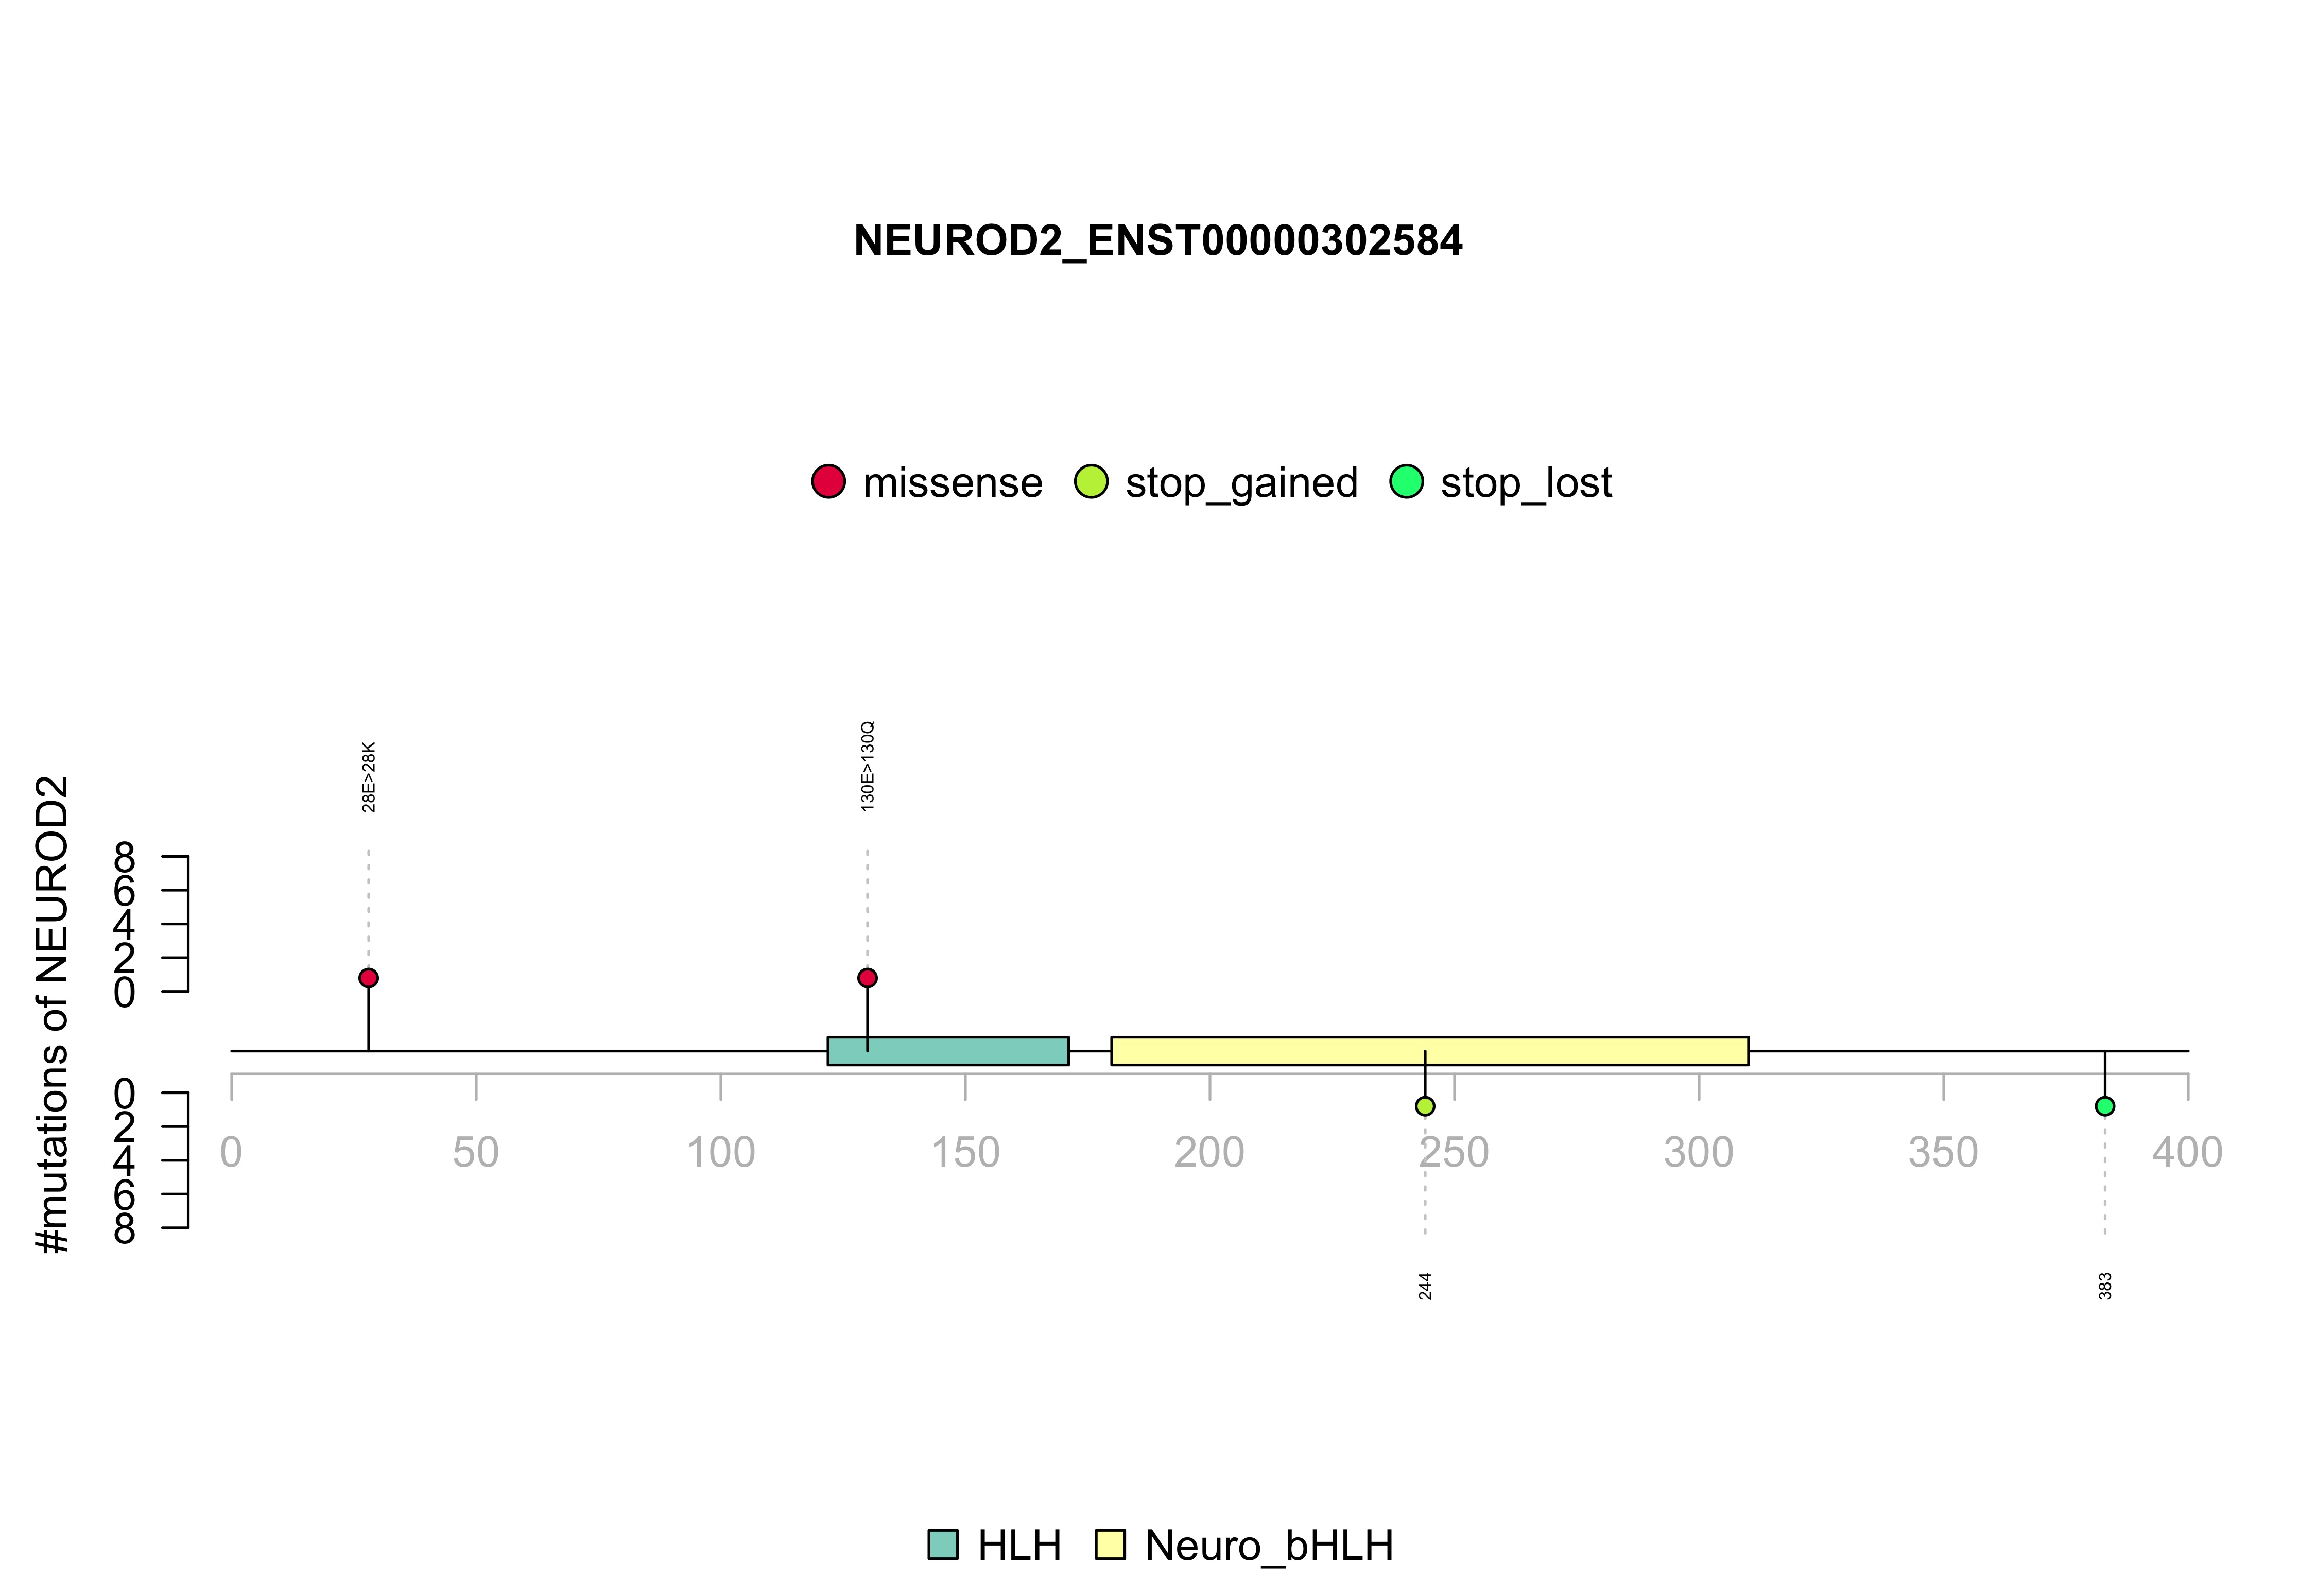 NEUROD2_ENST00000302584
missense stop_gained stop_lost
28E>28K
130E>130Q
#mutations of NEUROD2
8
6
4
2
0
0
2
4
6
8
0 50 100 150 200 250 300 350 400
244
383
HLH Neuro_bHLH